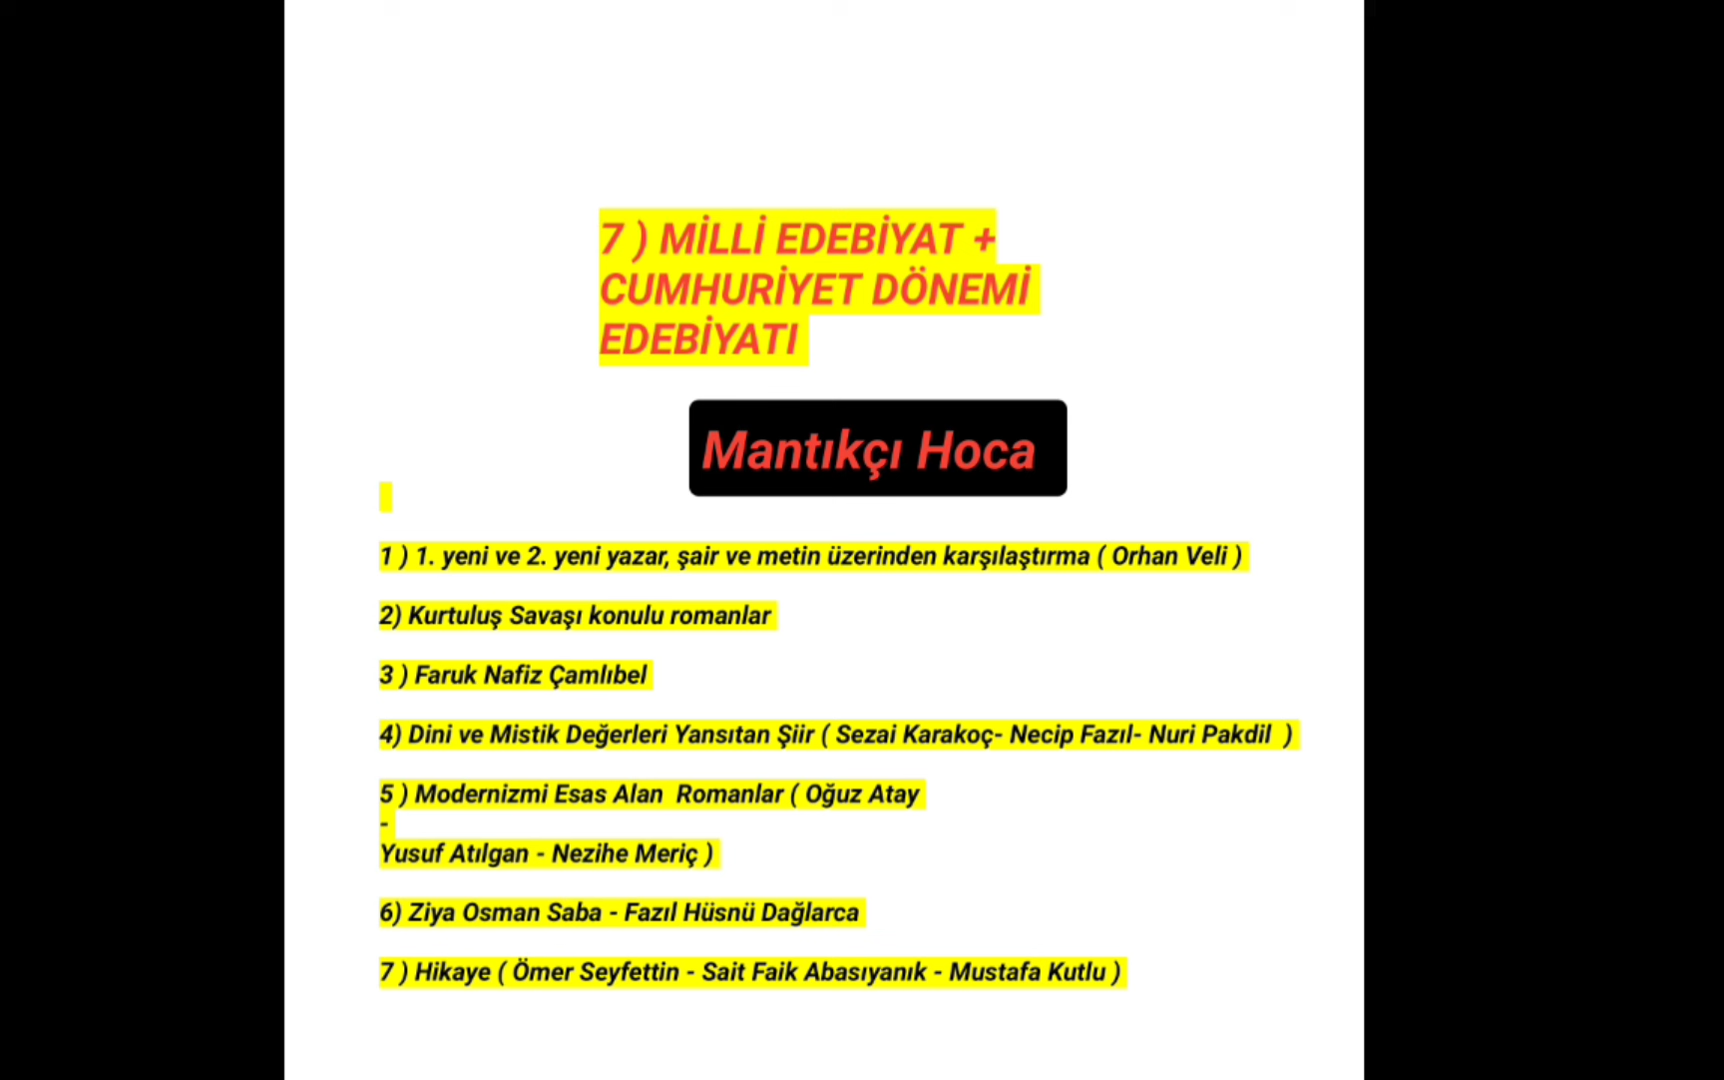 7 ) MİLLİ EDEBİYAT +
CUMHURİYET DÖNEMİ
EDEBİYATI
Mantıkçı Hoca
1 ) 1. yeni ve 2. yeni yazar, şair ve metin üzerinden karşılaştırma ( Orhan Veli )
2) Kurtuluş Savaşı konulu romanlar
3 ) Faruk Nafiz Çamlıbel
4) Dini ve Mistik Değerleri Yansıtan Şiir ( Sezai Karakoç- Necip Fazıl- Nuri Pakdil )
5 ) Modernizmi Esas Alan Romanlar ( Oğuz Atay
-
Yusuf Atılgan - Nezihe Meriç )
6) Ziya Osman Saba - Fazıl Hüsnü Dağlarca
7 ) Hikaye ( Ömer Seyfettin - Sait Faik Abasıyanık - Mustafa Kutlu )